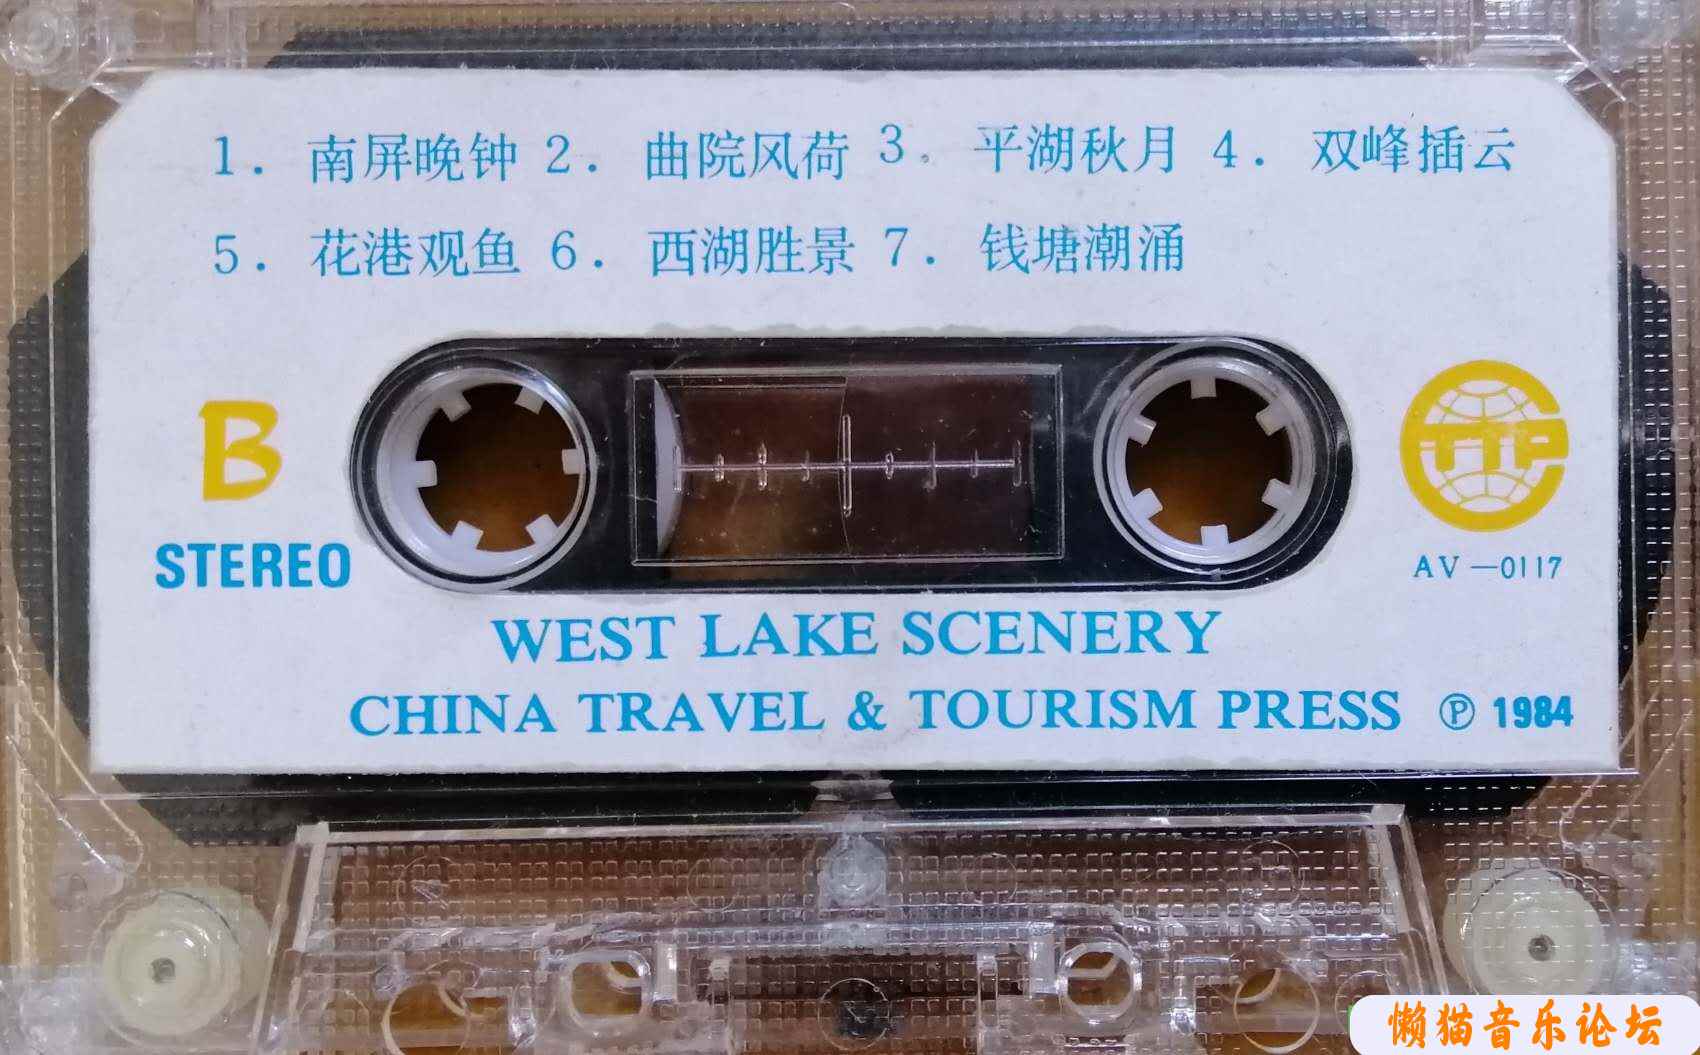 1. 南屏晚钟 2. 曲院风荷 3. 平湖秋月 4. 双峰插云
5. 花港观鱼 6. 西湖胜景 7. 钱塘潮涌
B
STEREO
CTTP
AV—0117
WEST LAKE SCENERY
CHINA TRAVEL & TOURISM PRESS ℗ 1984
懒猫音乐论坛